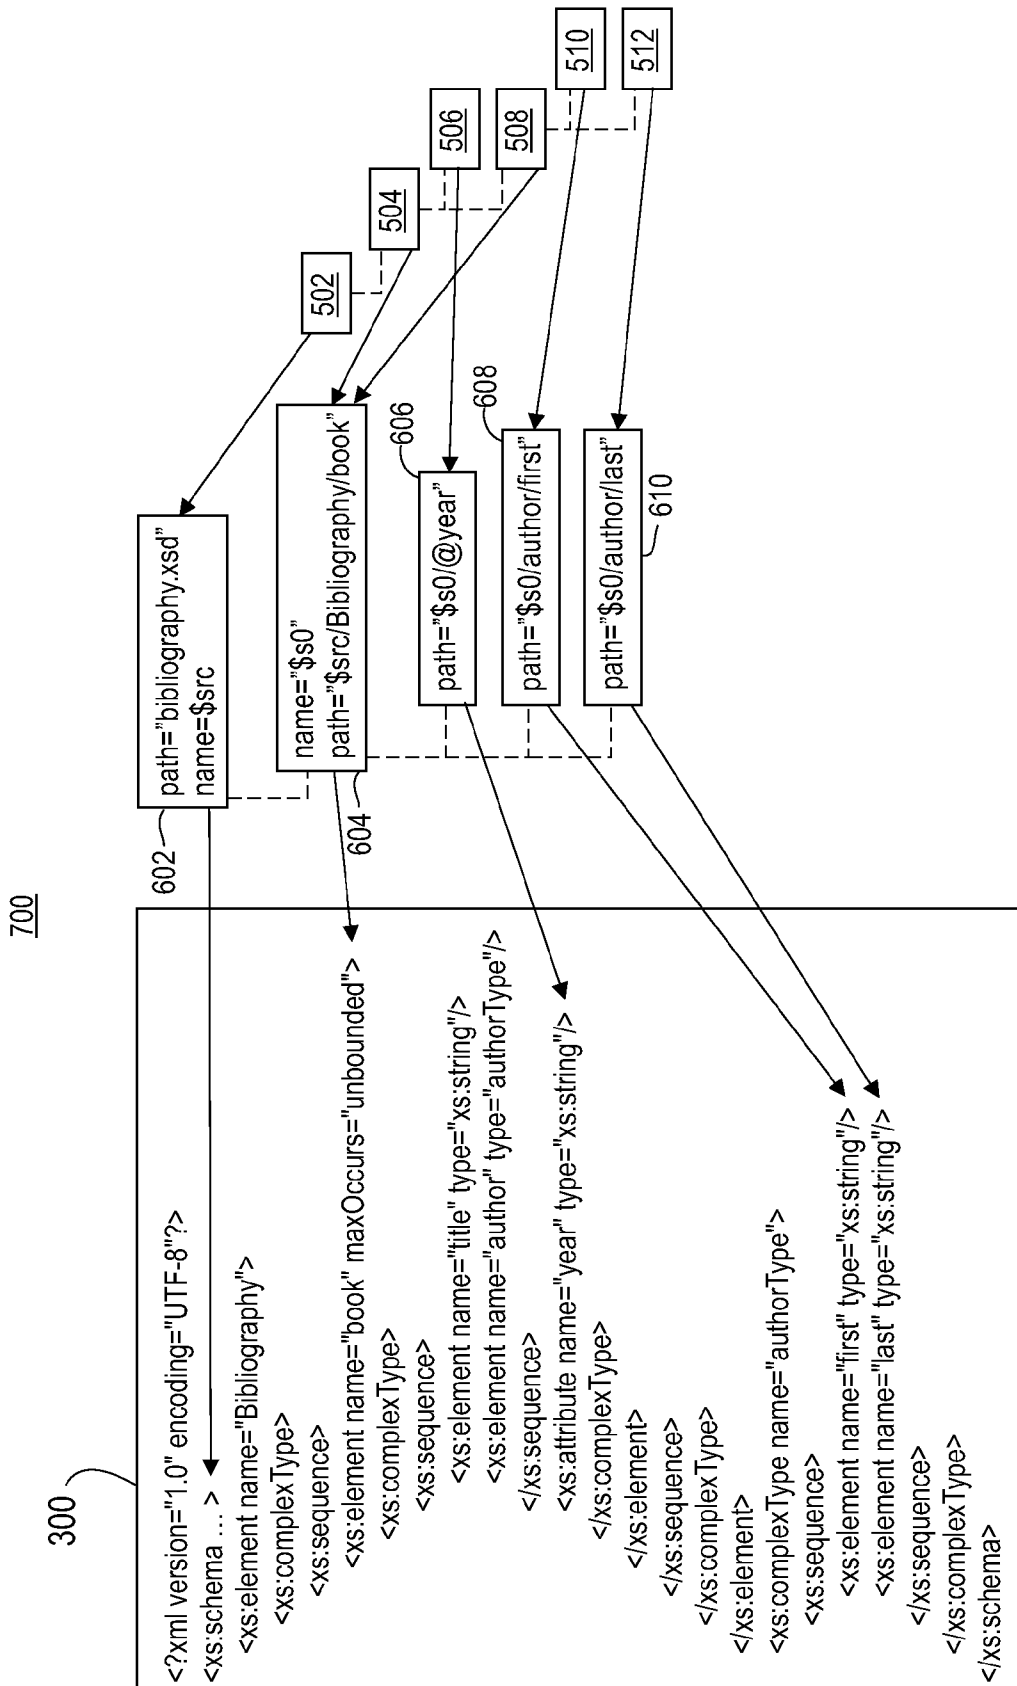 700
300
<?xml version="1.0" encoding="UTF-8"?>
<xs:schema ... >
<xs:element name="Bibliography">
<xs:complexType>
<xs:sequence>
<xs:element name="book" maxOccurs="unbounded">
<xs:complexType>
<xs:sequence>
<xs:element name="title" type="xs:string"/>
<xs:element name="author" type="authorType"/>
</xs:sequence>
<xs:attribute name="year" type="xs:string"/>
</xs:complexType>
</xs:element>
</xs:sequence>
</xs:complexType>
</xs:element>
<xs:complexType name="authorType">
<xs:sequence>
<xs:element name="first" type="xs:string"/>
<xs:element name="last" type="xs:string"/>
</xs:sequence>
</xs:complexType>
</xs:schema>
602
path="bibliography.xsd"
name=$src
604
name="$s0"
path="$src/Bibliography/book"
606
path="$s0/@year"
608
path="$s0/author/first"
path="$s0/author/last"
610
502
504
506
508
510
512